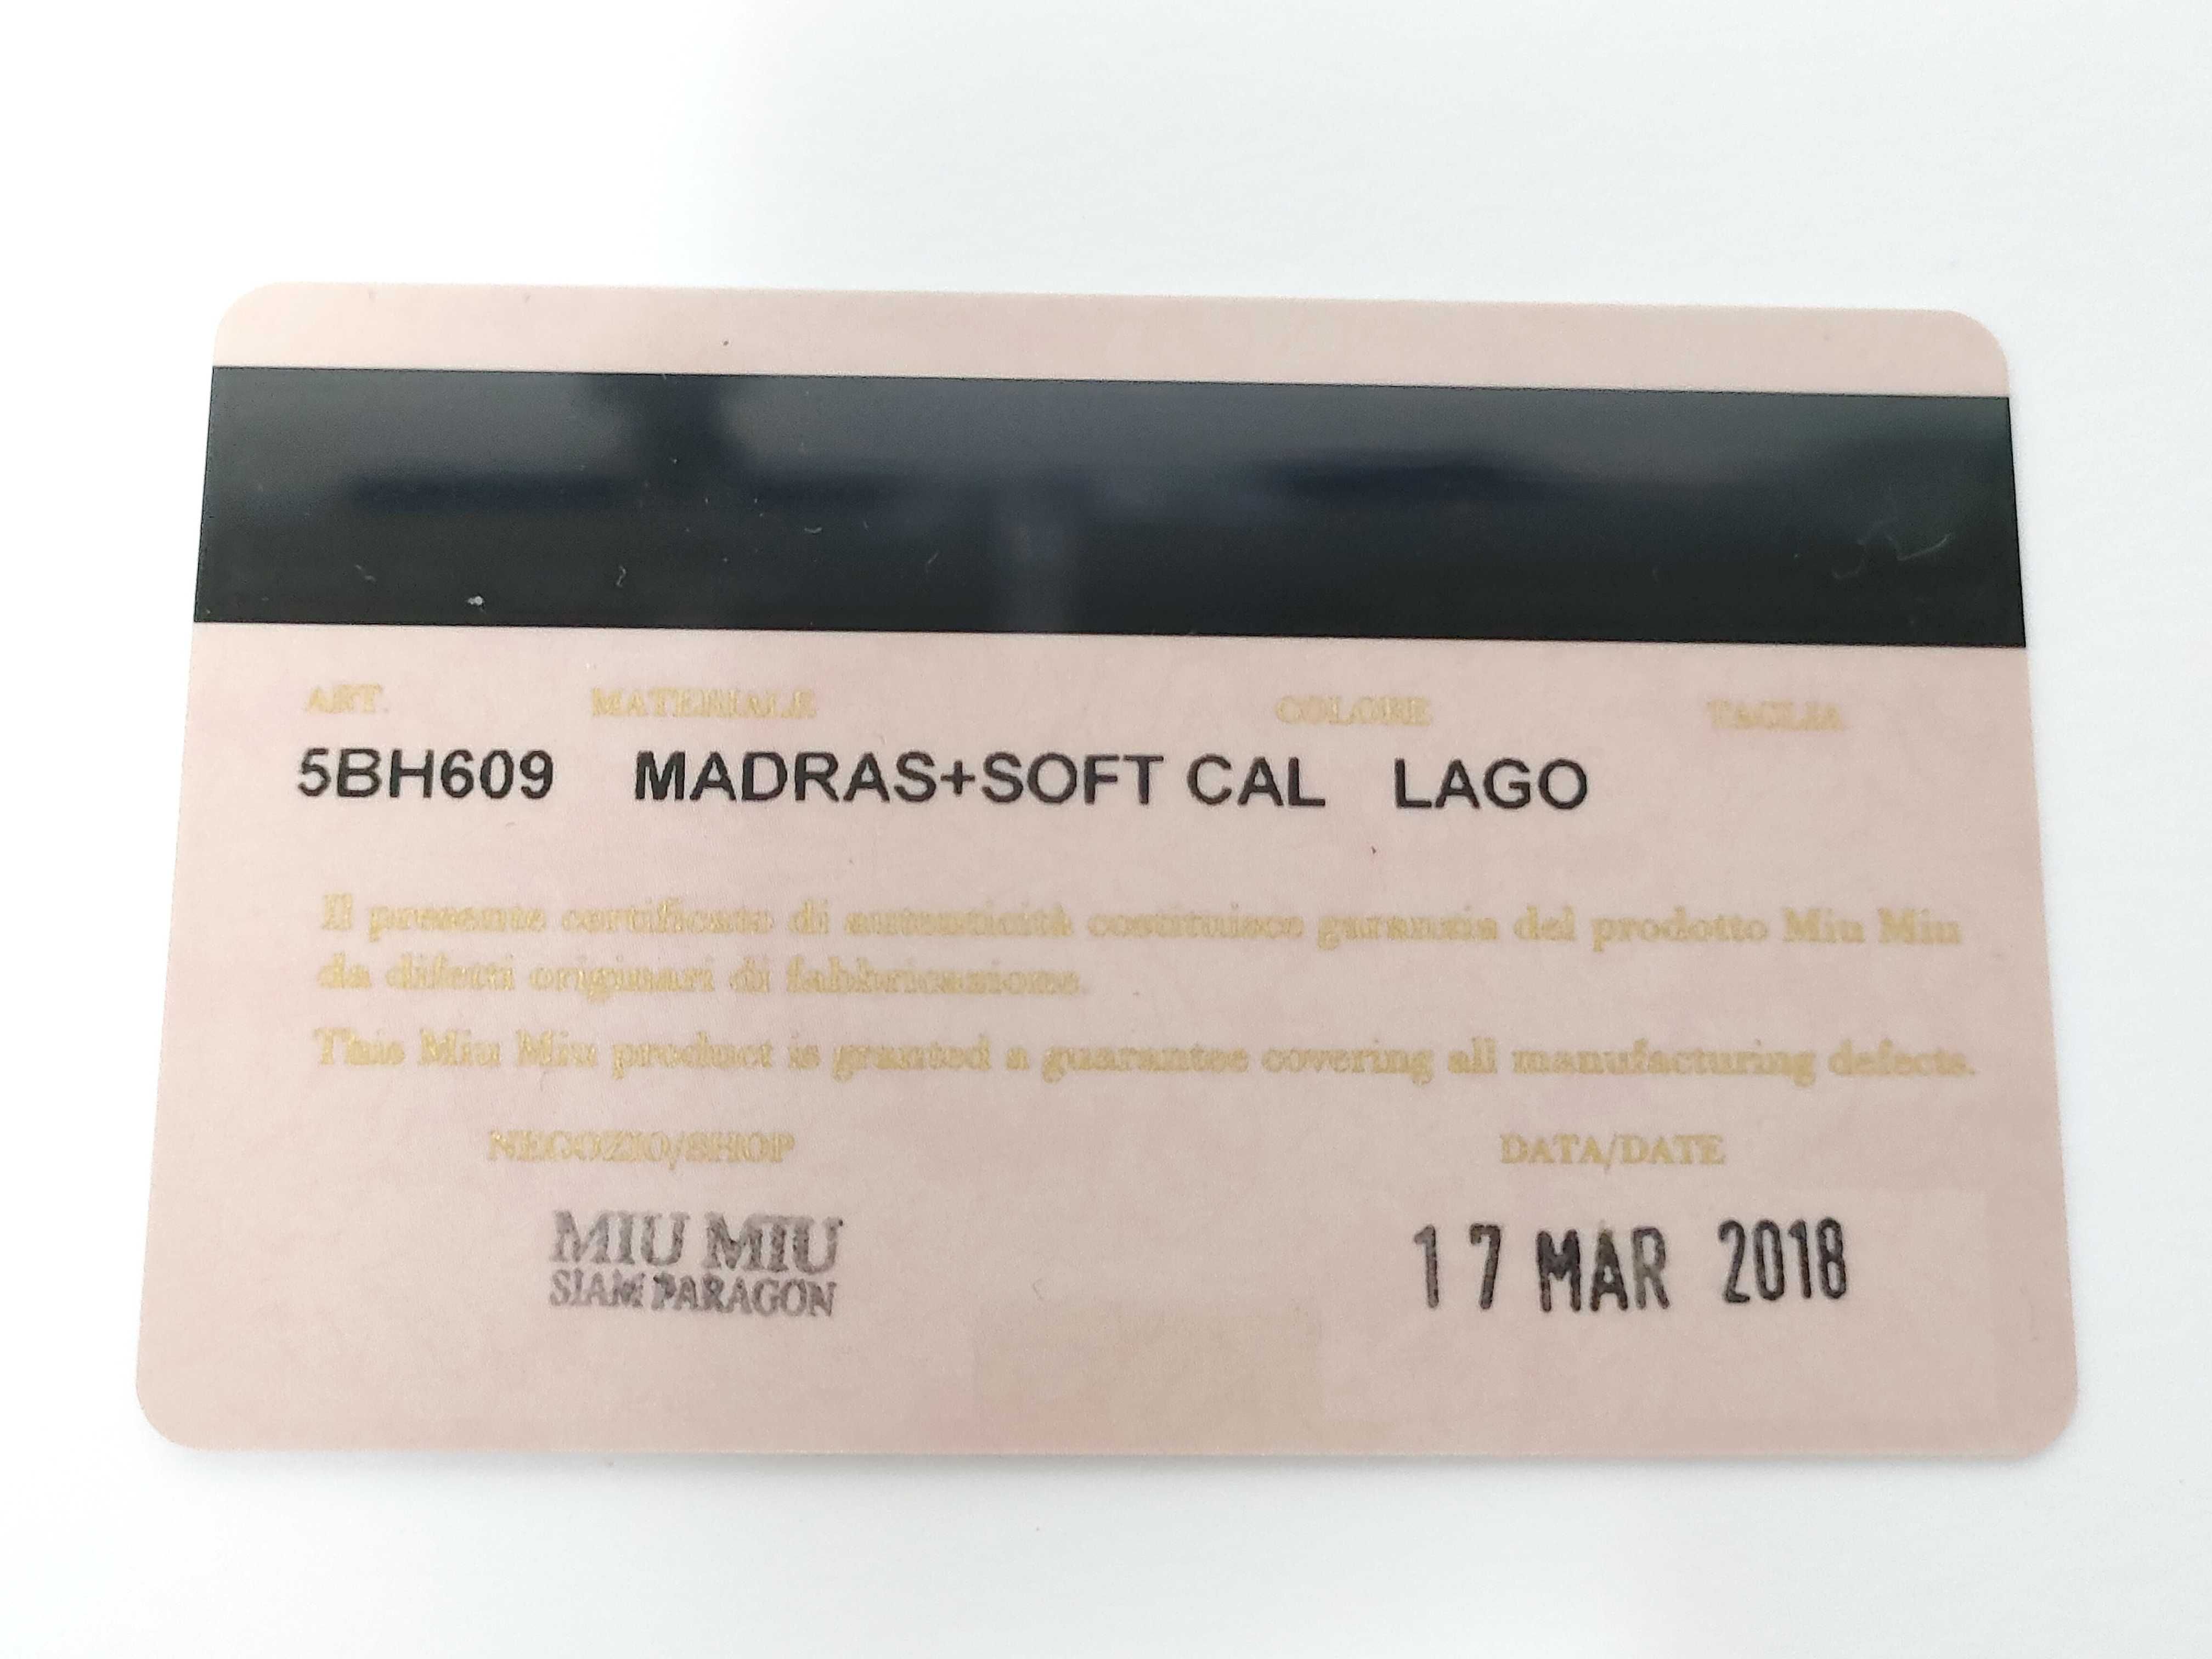 ART. MATERIALE COLORE TAGLIA
5BH609 MADRAS+SOFT CAL LAGO
Il presente certificato di autenticità costituisce garanzia del prodotto Miu Miu
da difetti originari di fabbricazione.
This Miu Miu product is granted a guarantee covering all manufacturing defects.
NEGOZIO/SHOP DATA/DATE
MIU MIU
SIAM PARAGON
17 MAR 2018